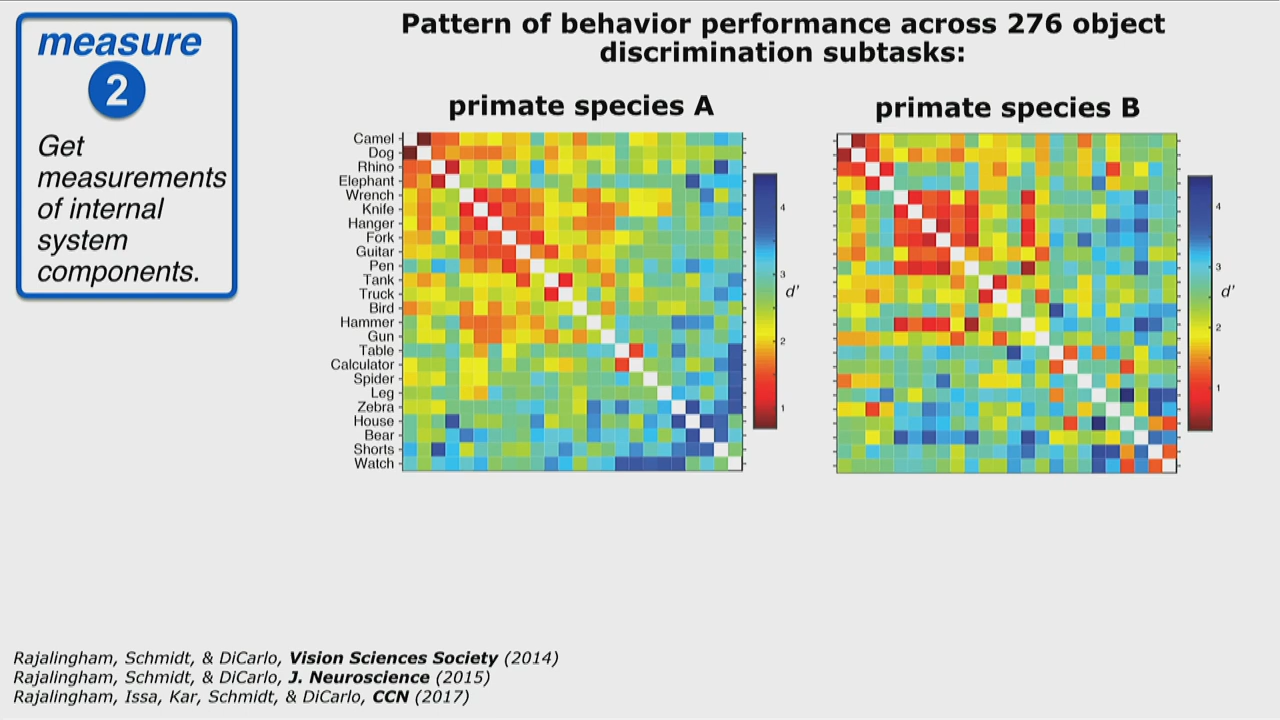 measure
2
Get
measurements
of internal
system
components.
Pattern of behavior performance across 276 object
discrimination subtasks:
primate species A
primate species B
Camel
Dog
Rhino
Elephant
Wrench
Knife
Hanger
Fork
Guitar
Pen
Tank
Truck
Bird
Hammer
Gun
Table
Calculator
Spider
Leg
Zebra
House
Bear
Shorts
Watch
4
3
d'
2
1
4
3
d'
2
1
Rajalingham, Schmidt, & DiCarlo, Vision Sciences Society (2014)
Rajalingham, Schmidt, & DiCarlo, J. Neuroscience (2015)
Rajalingham, Issa, Kar, Schmidt, & DiCarlo, CCN (2017)